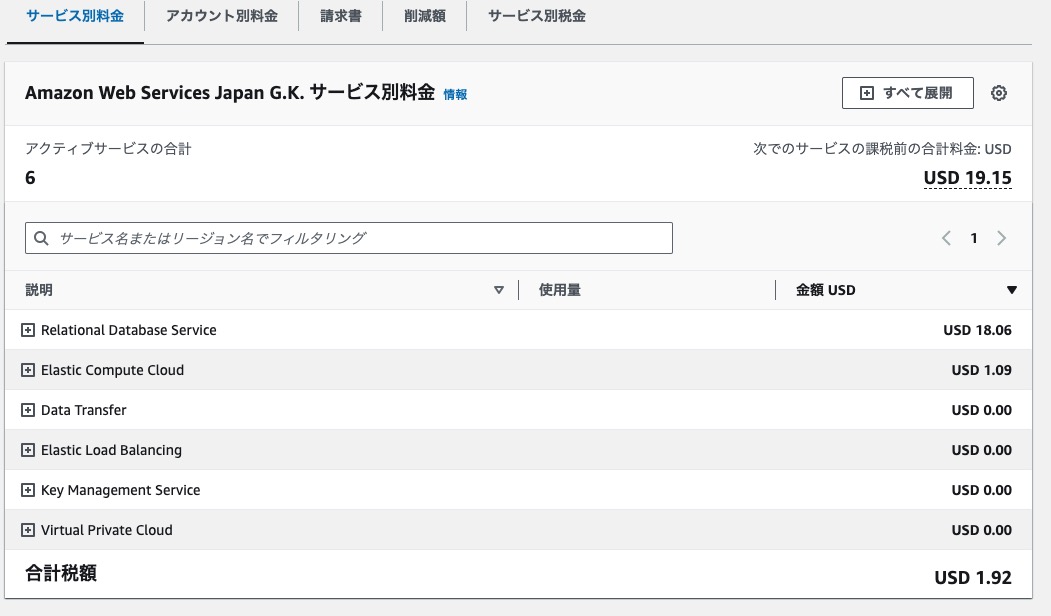 サービス別料金 アカウント別料金 請求書 削減額 サービス別税金
Amazon Web Services Japan G.K. サービス別料金 情報 すべて展開
アクティブサービスの合計 次でのサービスの課税前の合計料金: USD
6 USD 19.15
サービス名またはリージョン名でフィルタリング 1
説明 使用量 金額 USD
Relational Database Service USD 18.06
Elastic Compute Cloud USD 1.09
Data Transfer USD 0.00
Elastic Load Balancing USD 0.00
Key Management Service USD 0.00
Virtual Private Cloud USD 0.00
合計税額 USD 1.92